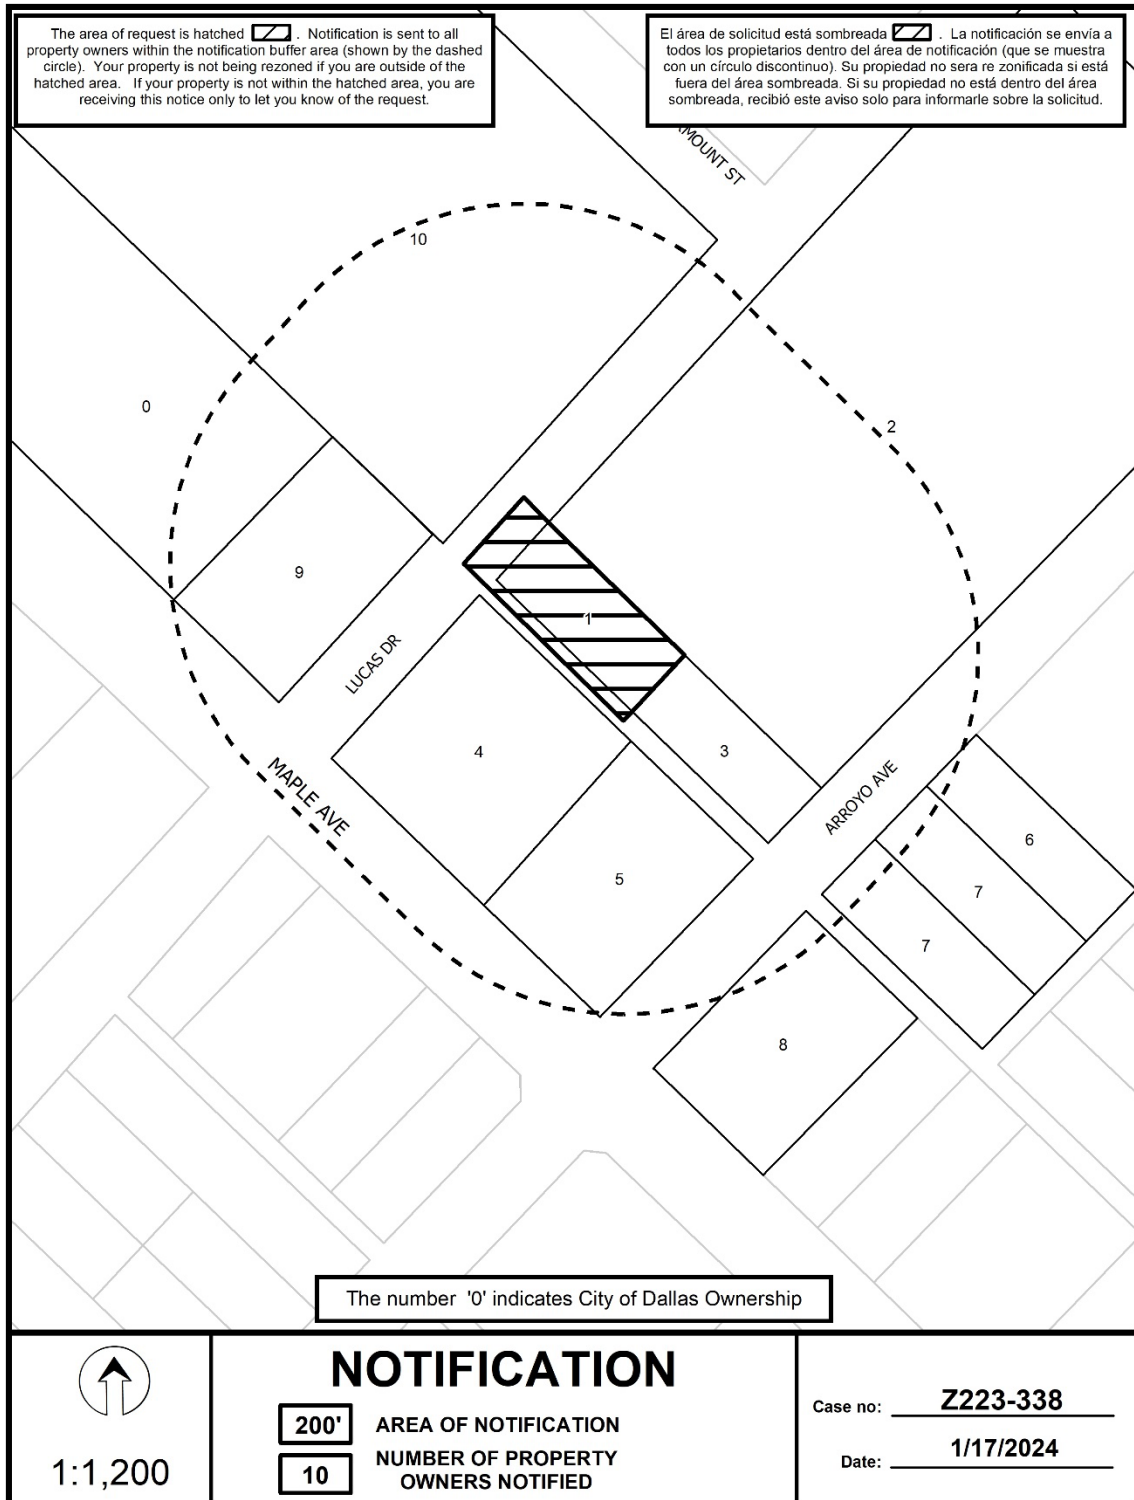 The area of request is hatched . Notification is sent to all
property owners within the notification buffer area (shown by the dashed
circle). Your property is not being rezoned if you are outside of the
hatched area. If your property is not within the hatched area, you are
receiving this notice only to let you know of the request.
El área de solicitud está sombreada . La notificación se envía a
todos los propietarios dentro del área de notificación (que se muestra
con un círculo discontinuo). Su propiedad no sera re zonificada si está
fuera del área sombreada. Si su propiedad no está dentro del área
sombreada, recibió este aviso solo para informarle sobre la solicitud.
MOUNT ST
10
0
2
9
1
LUCAS DR
4
3
MAPLE AVE
ARROYO AVE
5
6
7
7
8
The number '0' indicates City of Dallas Ownership
1:1,200
NOTIFICATION
200' AREA OF NOTIFICATION
10 NUMBER OF PROPERTY
OWNERS NOTIFIED
Case no: Z223-338
Date: 1/17/2024